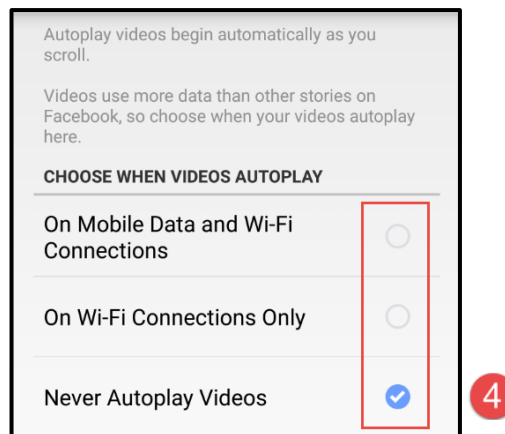 Autoplay videos begin automatically as you
scroll.
Videos use more data than other stories on
Facebook, so choose when your videos autoplay
here.
CHOOSE WHEN VIDEOS AUTOPLAY
On Mobile Data and Wi-Fi
Connections
On Wi-Fi Connections Only
Never Autoplay Videos
4